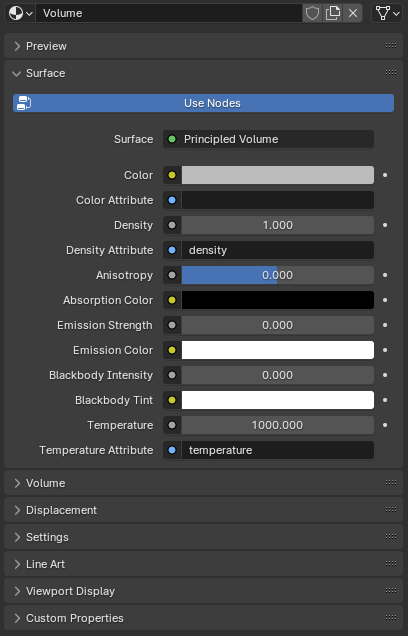 Volume
Preview
Surface
Use Nodes
Surface Principled Volume
Color
Color Attribute
Density 1.000
Density Attribute density
Anisotropy 0.000
Absorption Color
Emission Strength 0.000
Emission Color
Blackbody Intensity 0.000
Blackbody Tint
Temperature 1000.000
Temperature Attribute temperature
Volume
Displacement
Settings
Line Art
Viewport Display
Custom Properties